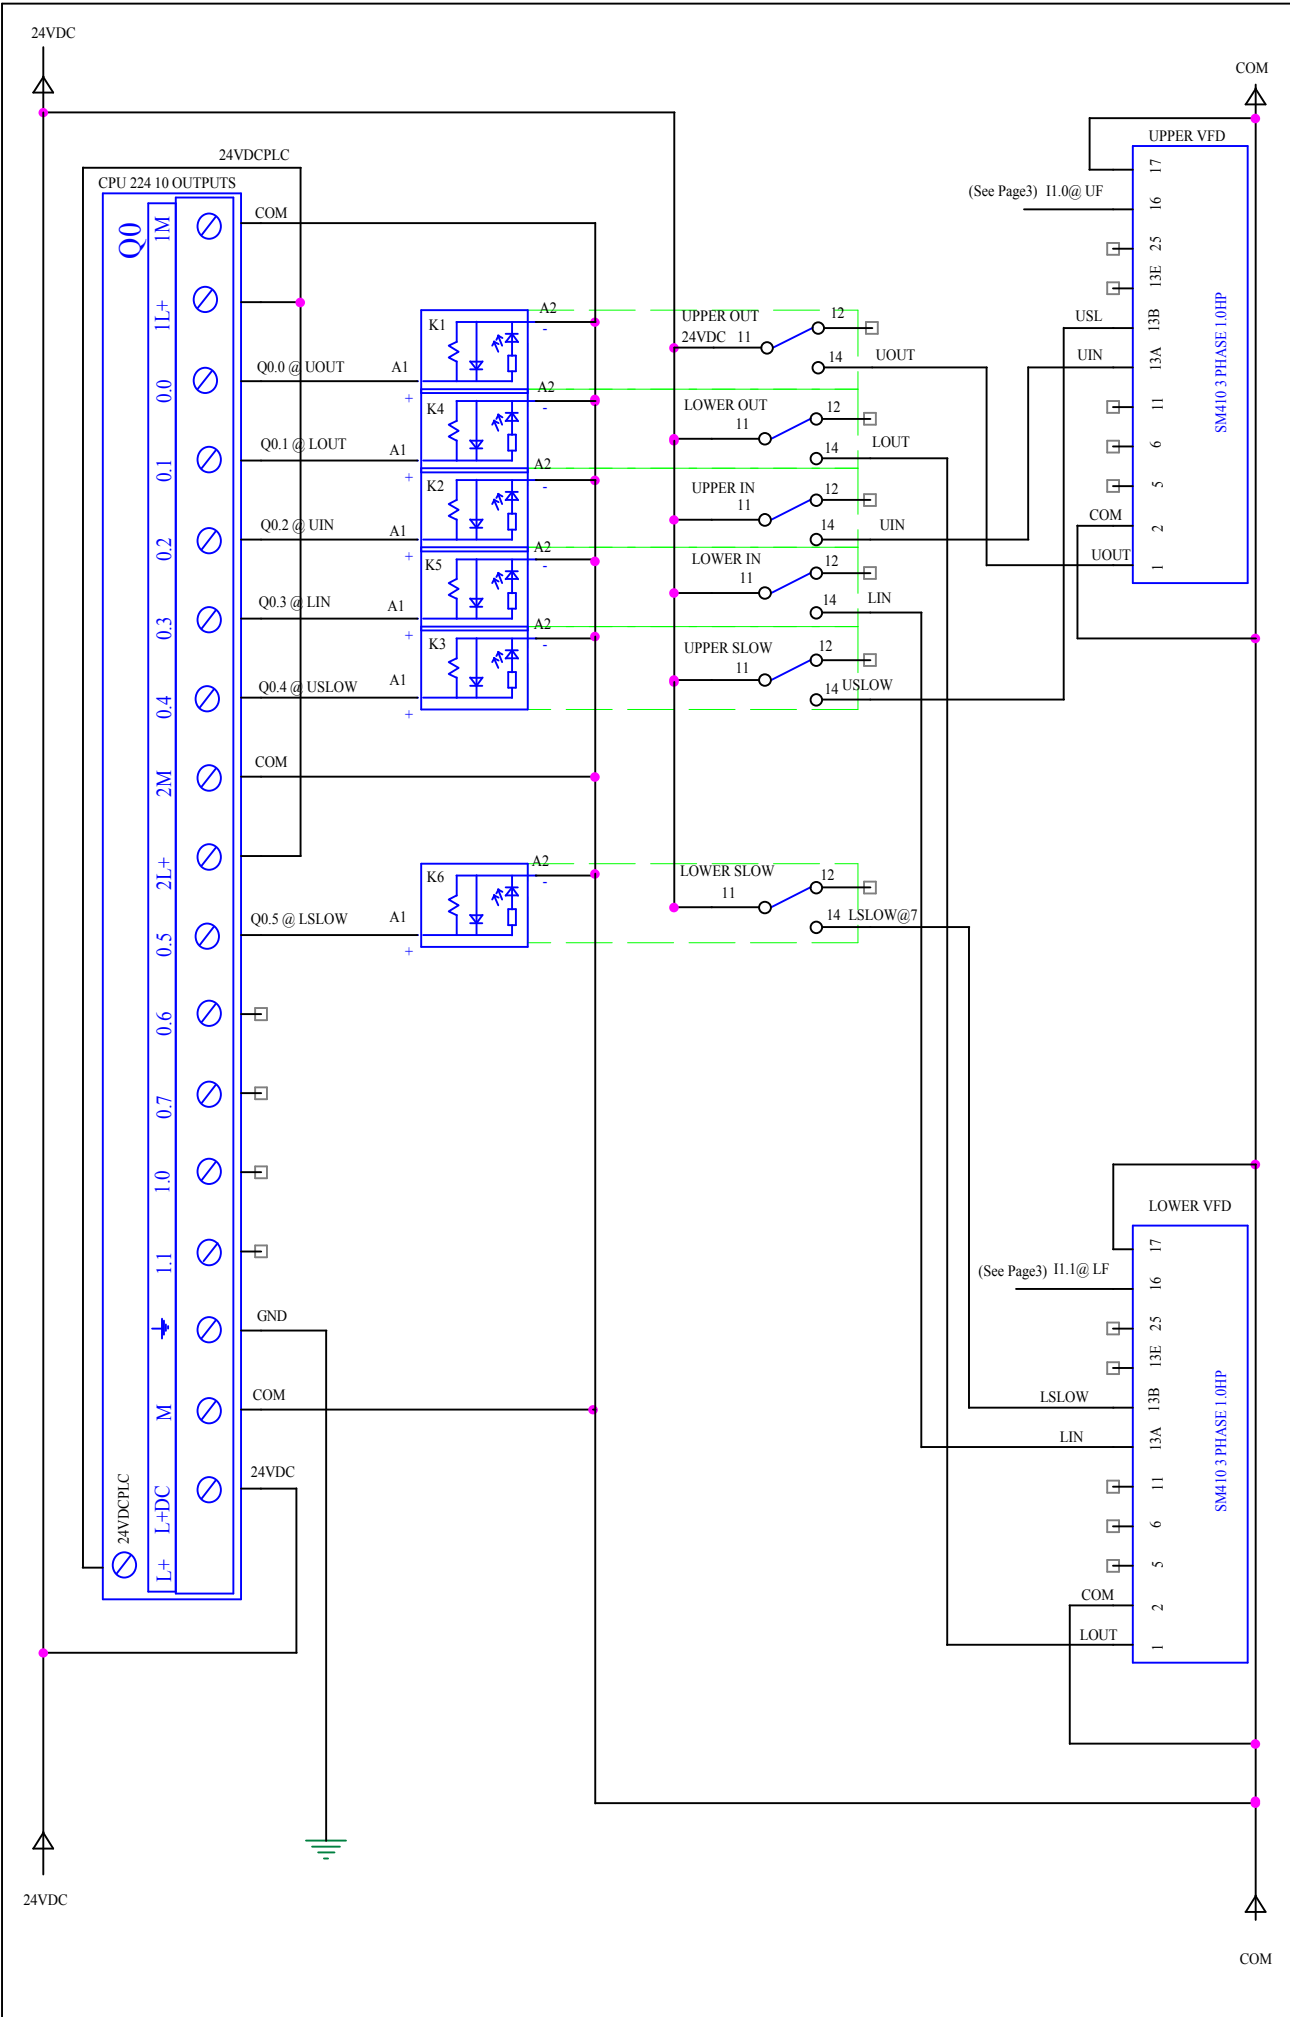 24VDC
COM
24VDCPLC
CPU 224 10 OUTPUTS
Q0
1M
1L+
0.0
0.1
0.2
0.3
0.4
2M
2L+
0.5
0.6
0.7
1.0
1.1
M
L+DC
L+
24VDCPLC
COM
Q0.0 @ UOUT
Q0.1 @ LOUT
Q0.2 @ UIN
Q0.3 @ LIN
Q0.4 @ USLOW
COM
Q0.5 @ LSLOW
GND
COM
24VDC
K1
A2
-
A1
+
K4
A2
-
A1
+
K2
A2
-
A1
+
K5
A2
-
A1
+
K3
A2
-
A1
+
K6
A2
-
A1
+
UPPER OUT
24VDC 11
12
14 UOUT
LOWER OUT
11
12
14 LOUT
UPPER IN
11
12
14 UIN
LOWER IN
11
12
14 LIN
UPPER SLOW
11
12
14 USLOW
LOWER SLOW
11
12
14 LSLOW@7
UPPER VFD
17
(See Page3) I1.0@ UF
16
25
13E
USL
13B
UIN
13A
11
6
5
COM
2
UOUT
1
SM410 3 PHASE 1.0HP
LOWER VFD
17
(See Page3) I1.1@ LF
16
25
13E
LSLOW
13B
LIN
13A
11
6
5
COM
2
LOUT
1
SM410 3 PHASE 1.0HP
24VDC
COM